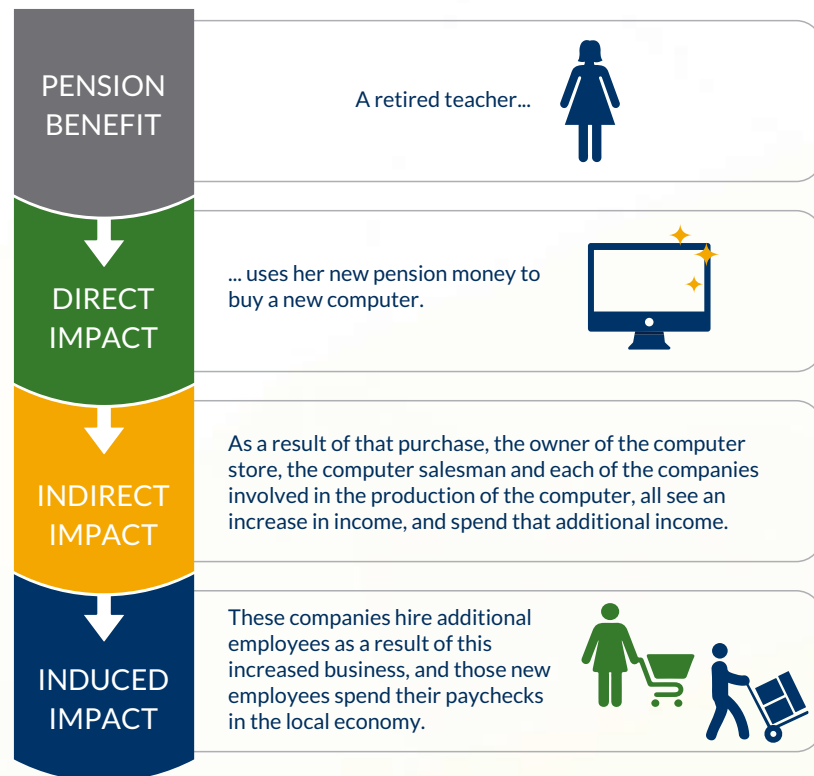 PENSION
BENEFIT
A retired teacher...
DIRECT
IMPACT
... uses her new pension money to
buy a new computer.
INDIRECT
IMPACT
As a result of that purchase, the owner of the computer
store, the computer salesman and each of the companies
involved in the production of the computer, all see an
increase in income, and spend that additional income.
INDUCED
IMPACT
These companies hire additional
employees as a result of this
increased business, and those new
employees spend their paychecks
in the local economy.